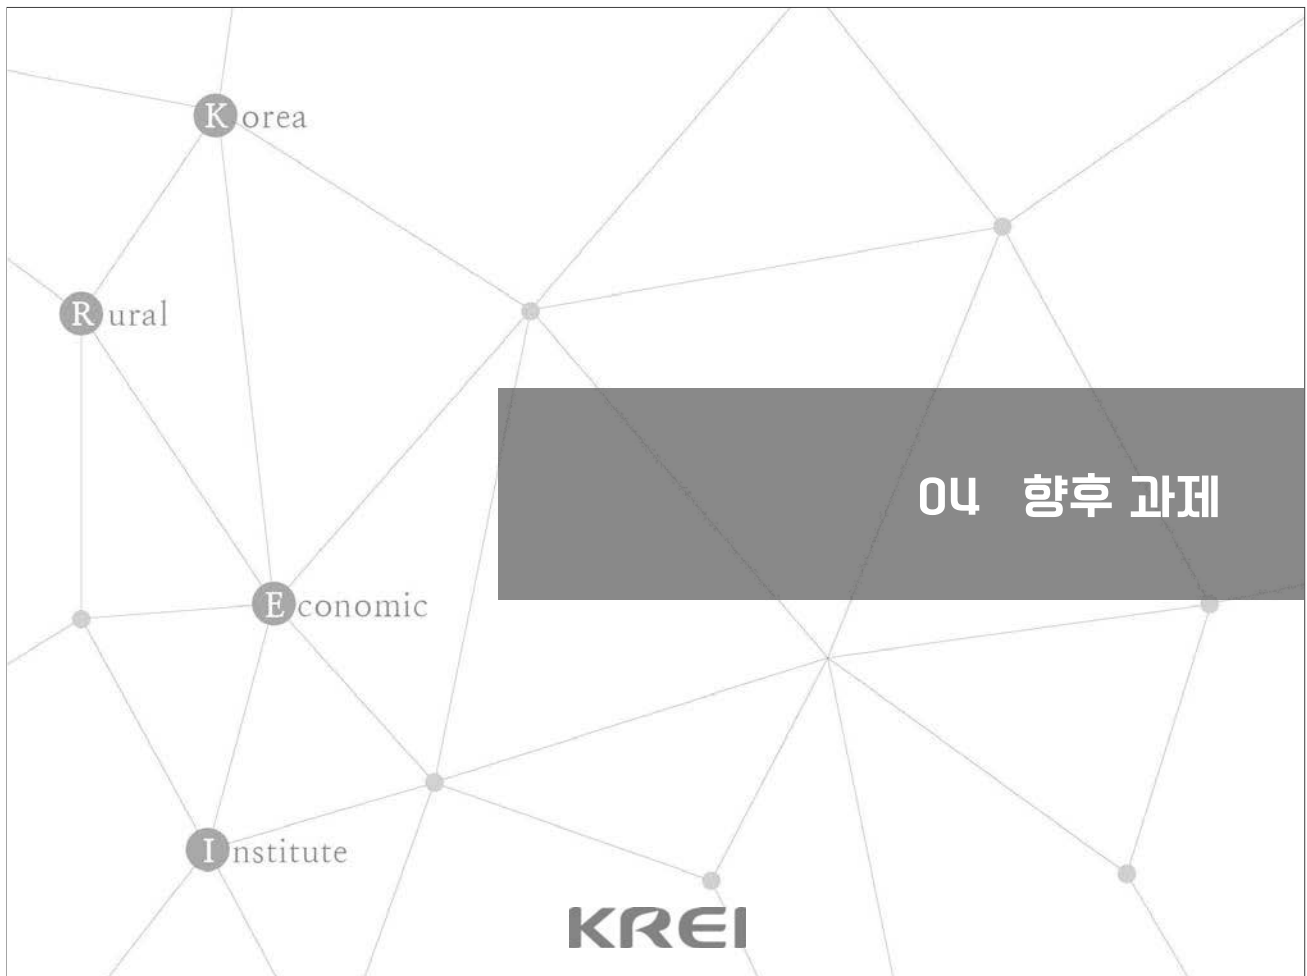 Korea
Rural
04 향후 과제
Economic
Institute
KREI